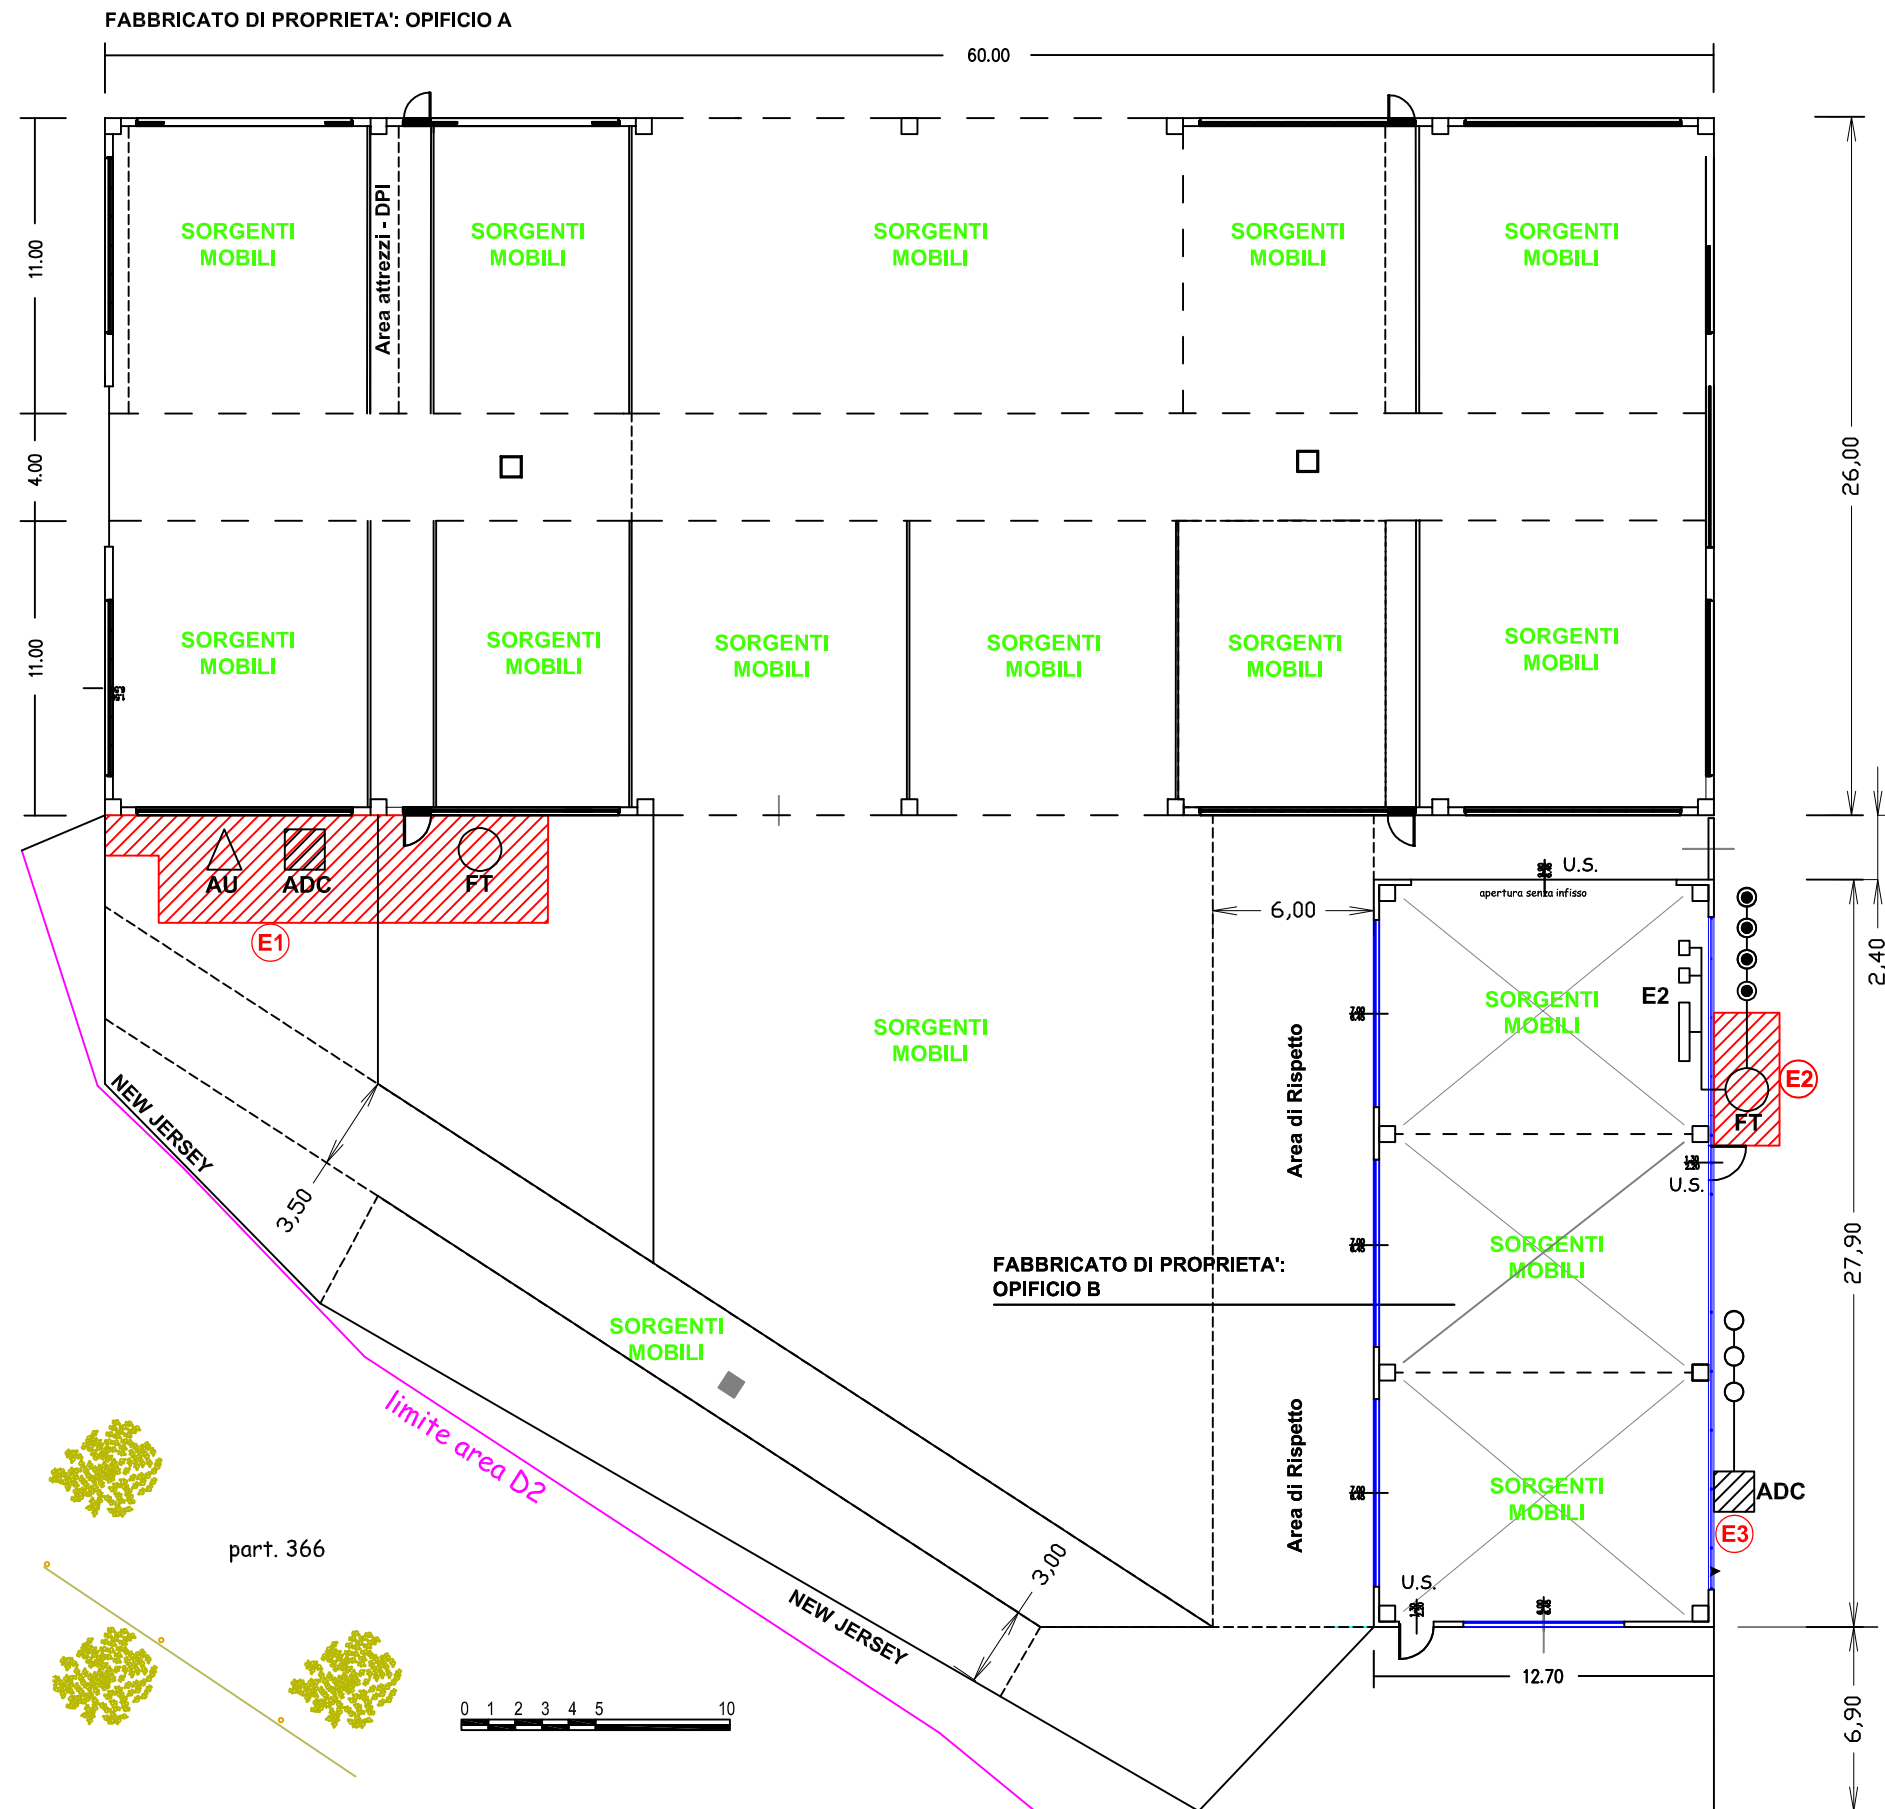 FABBRICATO DI PROPRIETA': OPIFICIO A
60.00
11.00
4.00
11.00
26,00
SORGENTI
MOBILI
Area attrezzi - DPI
SORGENTI
MOBILI
SORGENTI
MOBILI
SORGENTI
MOBILI
SORGENTI
MOBILI
SORGENTI
MOBILI
SORGENTI
MOBILI
SORGENTI
MOBILI
SORGENTI
MOBILI
SORGENTI
MOBILI
SORGENTI
MOBILI
AU
ADC
FT
E1
U.S.
apertura senza infisso
6,00
2,40
E2
SORGENTI
MOBILI
SORGENTI
MOBILI
Area di Rispetto
E2
FT
U.S.
NEW JERSEY
3,50
27,90
SORGENTI
MOBILI
FABBRICATO DI PROPRIETA':
OPIFICIO B
SORGENTI
MOBILI
limite area D2
Area di Rispetto
SORGENTI
MOBILI
ADC
E3
part. 366
3,00
U.S.
NEW JERSEY
12.70
6,90
0 1 2 3 4 5 10